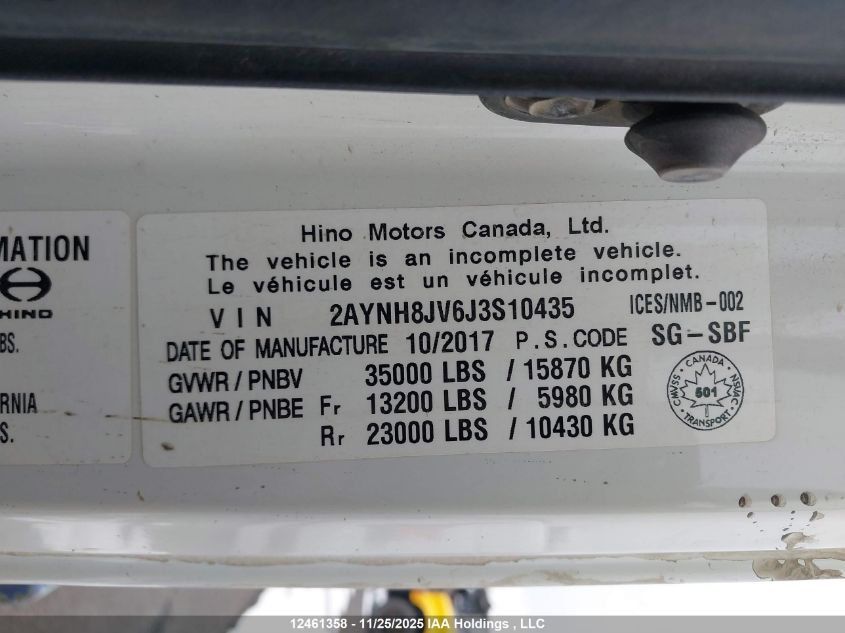 MATION
HINO
BS.
RNIA
S.
Hino Motors Canada, Ltd.
The vehicle is an incomplete vehicle.
Le véhicule est un véhicule incomplet.
VIN 2AYNH8JV6J3S10435 ICES/NMB-002
DATE OF MANUFACTURE 10/2017 P.S.CODE SG-SBF
GVWR / PNBV 35000 LBS / 15870 KG
GAWR / PNBE Fr 13200 LBS / 5980 KG
Rr 23000 LBS / 10430 KG
CANADA
CMVSS 501 NSVAC
TRANSPORT
12461358 - 11/25/2025 IAA Holdings , LLC